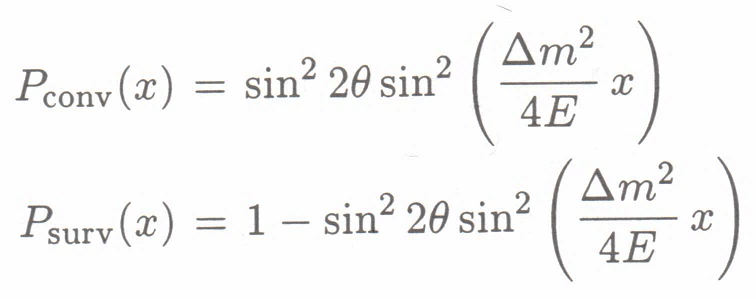 P_conv(x) = sin² 2θ sin² (Δm²/4E x)
P_surv(x) = 1 − sin² 2θ sin² (Δm²/4E x)